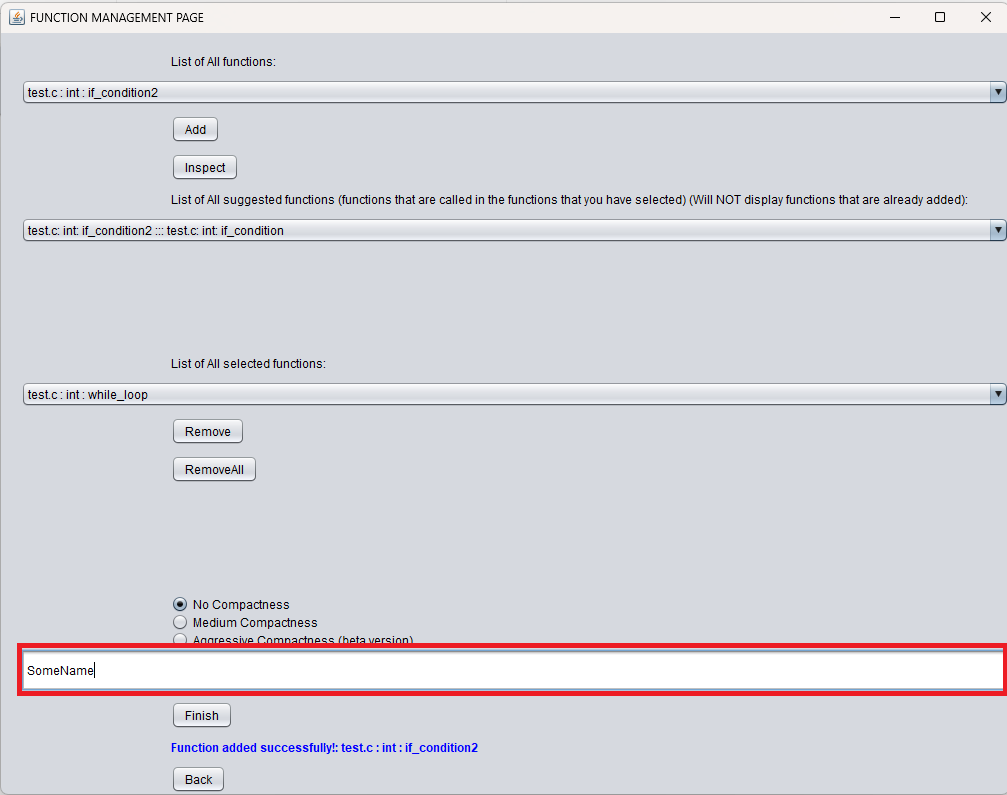 FUNCTION MANAGEMENT PAGE
List of All functions:
test.c : int : if_condition2
Add
Inspect
List of All suggested functions (functions that are called in the functions that you have selected) (Will NOT display functions that are already added):
test.c: int: if_condition2 ::: test.c: int: if_condition
List of All selected functions:
test.c : int : while_loop
Remove
RemoveAll
No Compactness
Medium Compactness
Aggressive Compactness (beta version)
SomeName
Finish
Function added successfully!: test.c : int : if_condition2
Back